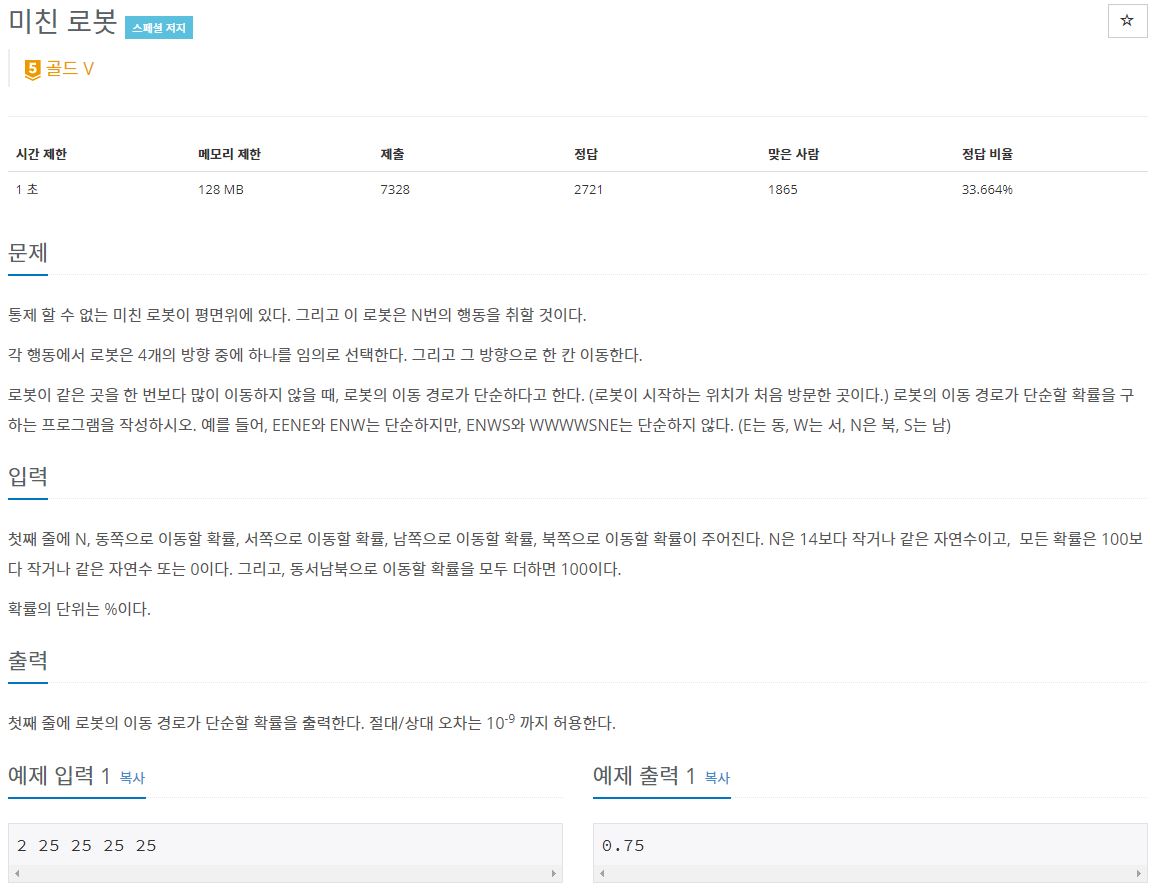 미친 로봇 스페셜 저지
☆
5 골드 V
시간 제한 메모리 제한 제출 정답 맞은 사람 정답 비율
1 초 128 MB 7328 2721 1865 33.664%
문제
통제 할 수 없는 미친 로봇이 평면위에 있다. 그리고 이 로봇은 N번의 행동을 취할 것이다.
각 행동에서 로봇은 4개의 방향 중에 하나를 임의로 선택한다. 그리고 그 방향으로 한 칸 이동한다.
로봇이 같은 곳을 한 번보다 많이 이동하지 않을 때, 로봇의 이동 경로가 단순하다고 한다. (로봇이 시작하는 위치가 처음 방문한 곳이다.) 로봇의 이동 경로가 단순할 확률을 구
하는 프로그램을 작성하시오. 예를 들어, EENE와 ENW는 단순하지만, ENWS와 WWWWSNE는 단순하지 않다. (E는 동, W는 서, N은 북, S는 남)
입력
첫째 줄에 N, 동쪽으로 이동할 확률, 서쪽으로 이동할 확률, 남쪽으로 이동할 확률, 북쪽으로 이동할 확률이 주어진다. N은 14보다 작거나 같은 자연수이고, 모든 확률은 100보
다 작거나 같은 자연수 또는 0이다. 그리고, 동서남북으로 이동할 확률을 모두 더하면 100이다.
확률의 단위는 %이다.
출력
첫째 줄에 로봇의 이동 경로가 단순할 확률을 출력한다. 절대/상대 오차는 10⁻⁹ 까지 허용한다.
예제 입력 1 복사
2 25 25 25 25
예제 출력 1 복사
0.75